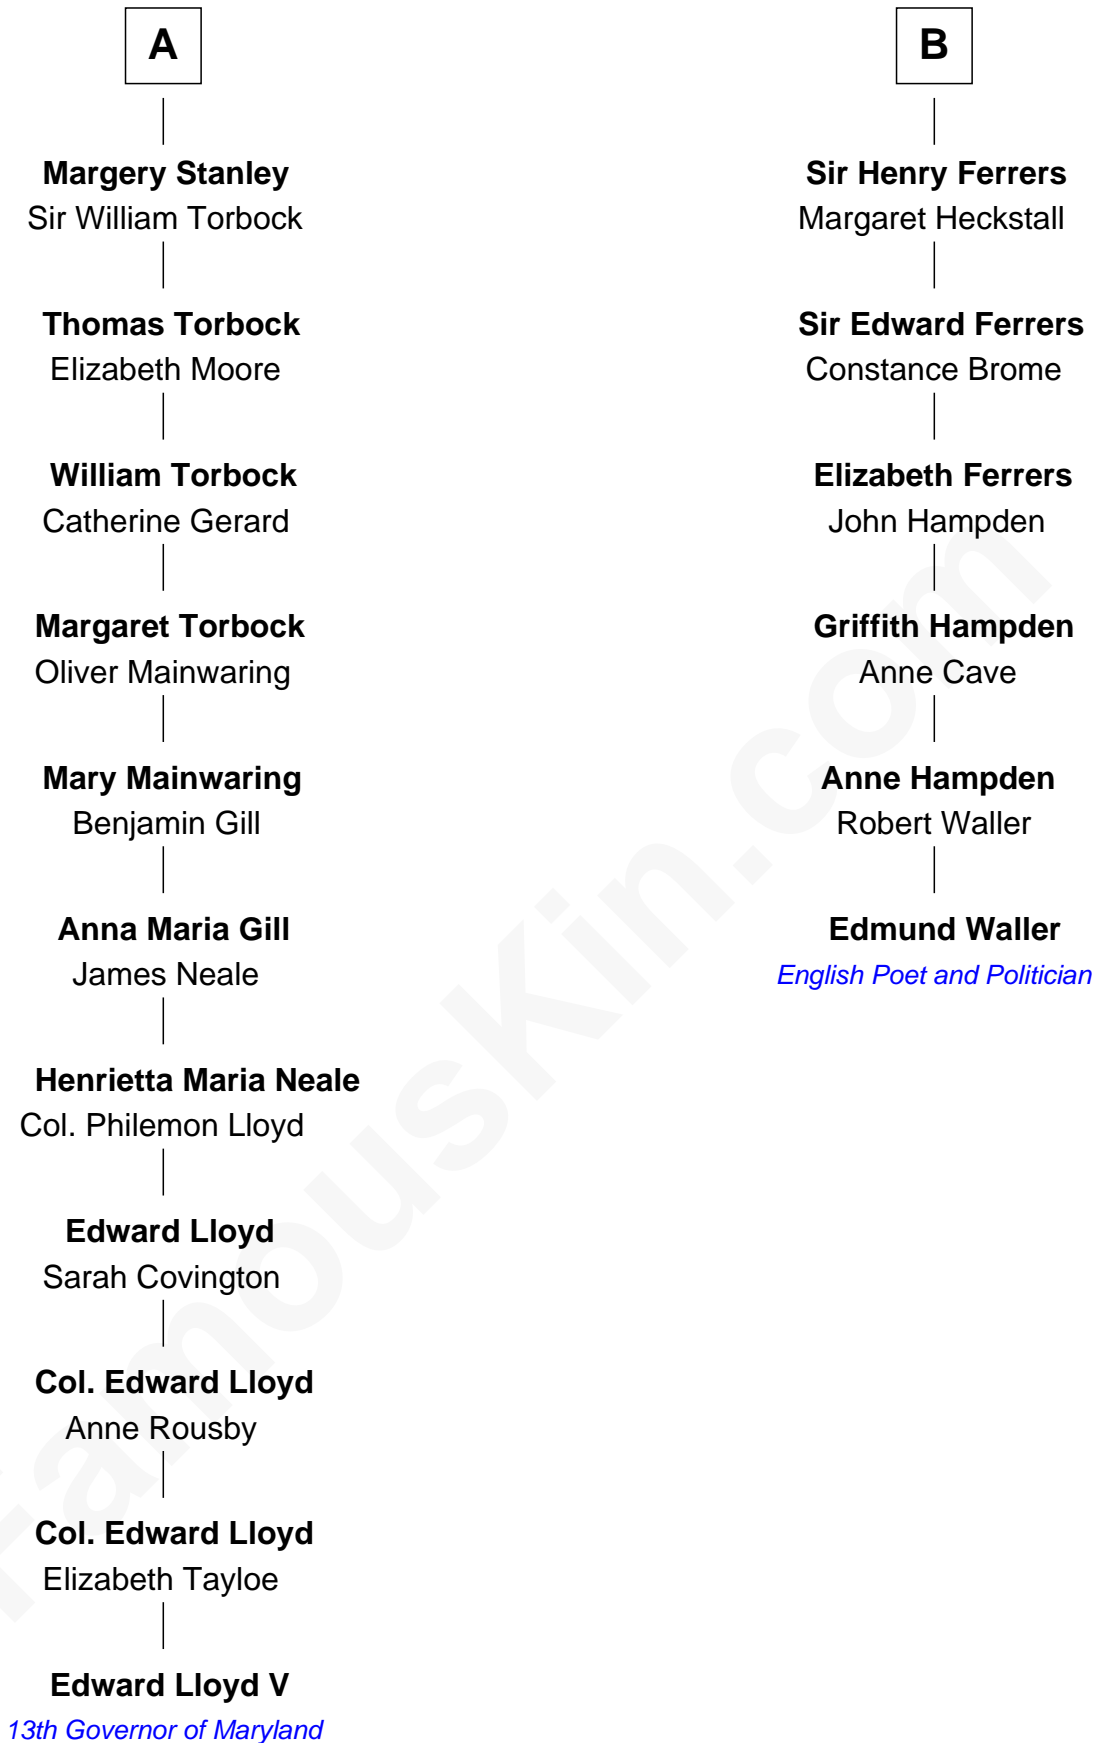 A
Margery Stanley
Sir William Torbock
Thomas Torbock
Elizabeth Moore
William Torbock
Catherine Gerard
Margaret Torbock
Oliver Mainwaring
Mary Mainwaring
Benjamin Gill
Anna Maria Gill
James Neale
Henrietta Maria Neale
Col. Philemon Lloyd
Edward Lloyd
Sarah Covington
Col. Edward Lloyd
Anne Rousby
Col. Edward Lloyd
Elizabeth Tayloe
Edward Lloyd V
13th Governor of Maryland
B
Sir Henry Ferrers
Margaret Heckstall
Sir Edward Ferrers
Constance Brome
Elizabeth Ferrers
John Hampden
Griffith Hampden
Anne Cave
Anne Hampden
Robert Waller
Edmund Waller
English Poet and Politician
FamousKin.com